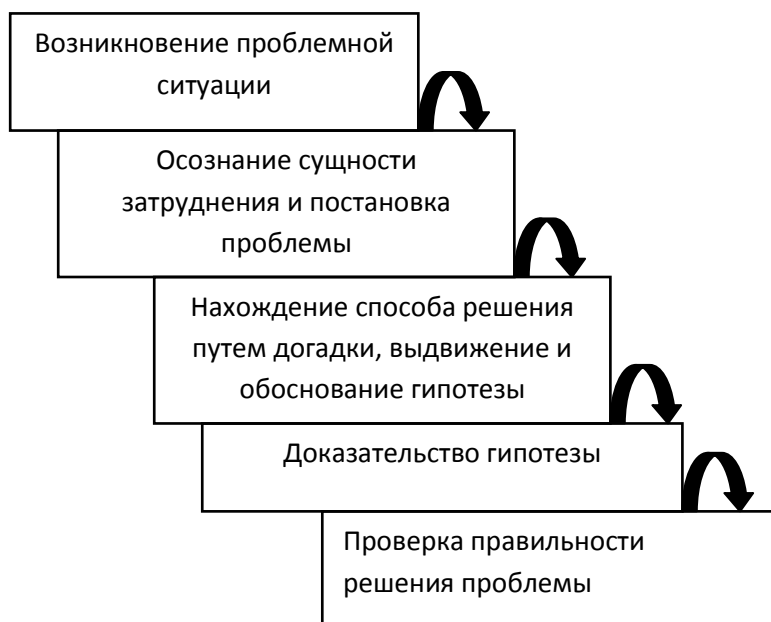 Возникновение проблемной
ситуации
Осознание сущности
затруднения и постановка
проблемы
Нахождение способа решения
путем догадки, выдвижение и
обоснование гипотезы
Доказательство гипотезы
Проверка правильности
решения проблемы